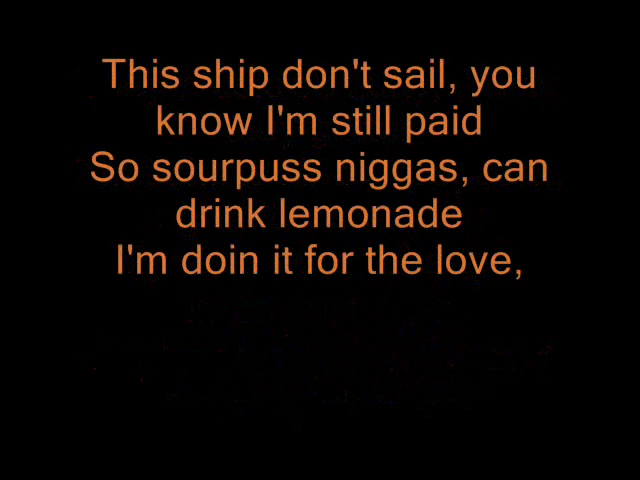 This ship don't sail, you
know I'm still paid
So sourpuss niggas, can
drink lemonade
I'm doin it for the love,